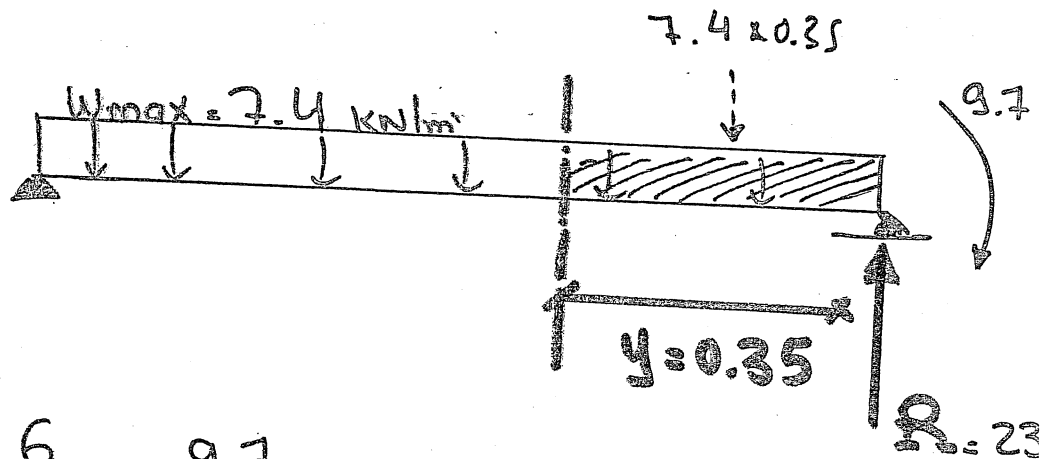 7.4 x 0.35
Wmax = 7.4 kN/m'
9.7
y = 0.35
R = 23
6
9.7